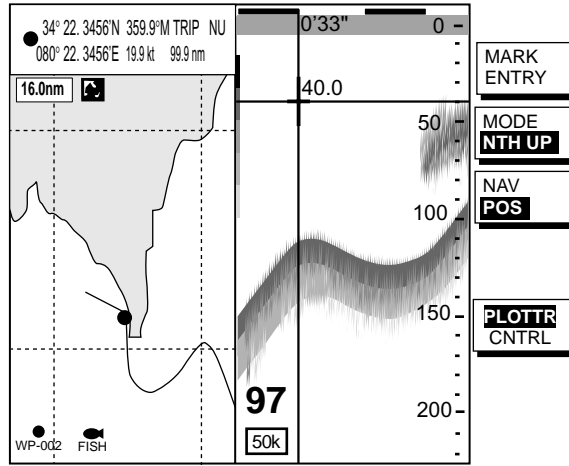 34° 22. 3456'N 359.9°M TRIP NU
080° 22. 3456'E 19.9 kt 99.9 nm
16.0nm
WP-002 FISH
0'33"
40.0
0
50
100
150
200
97
50k
MARK
ENTRY
MODE
NTH UP
NAV
POS
PLOTTR
CNTRL